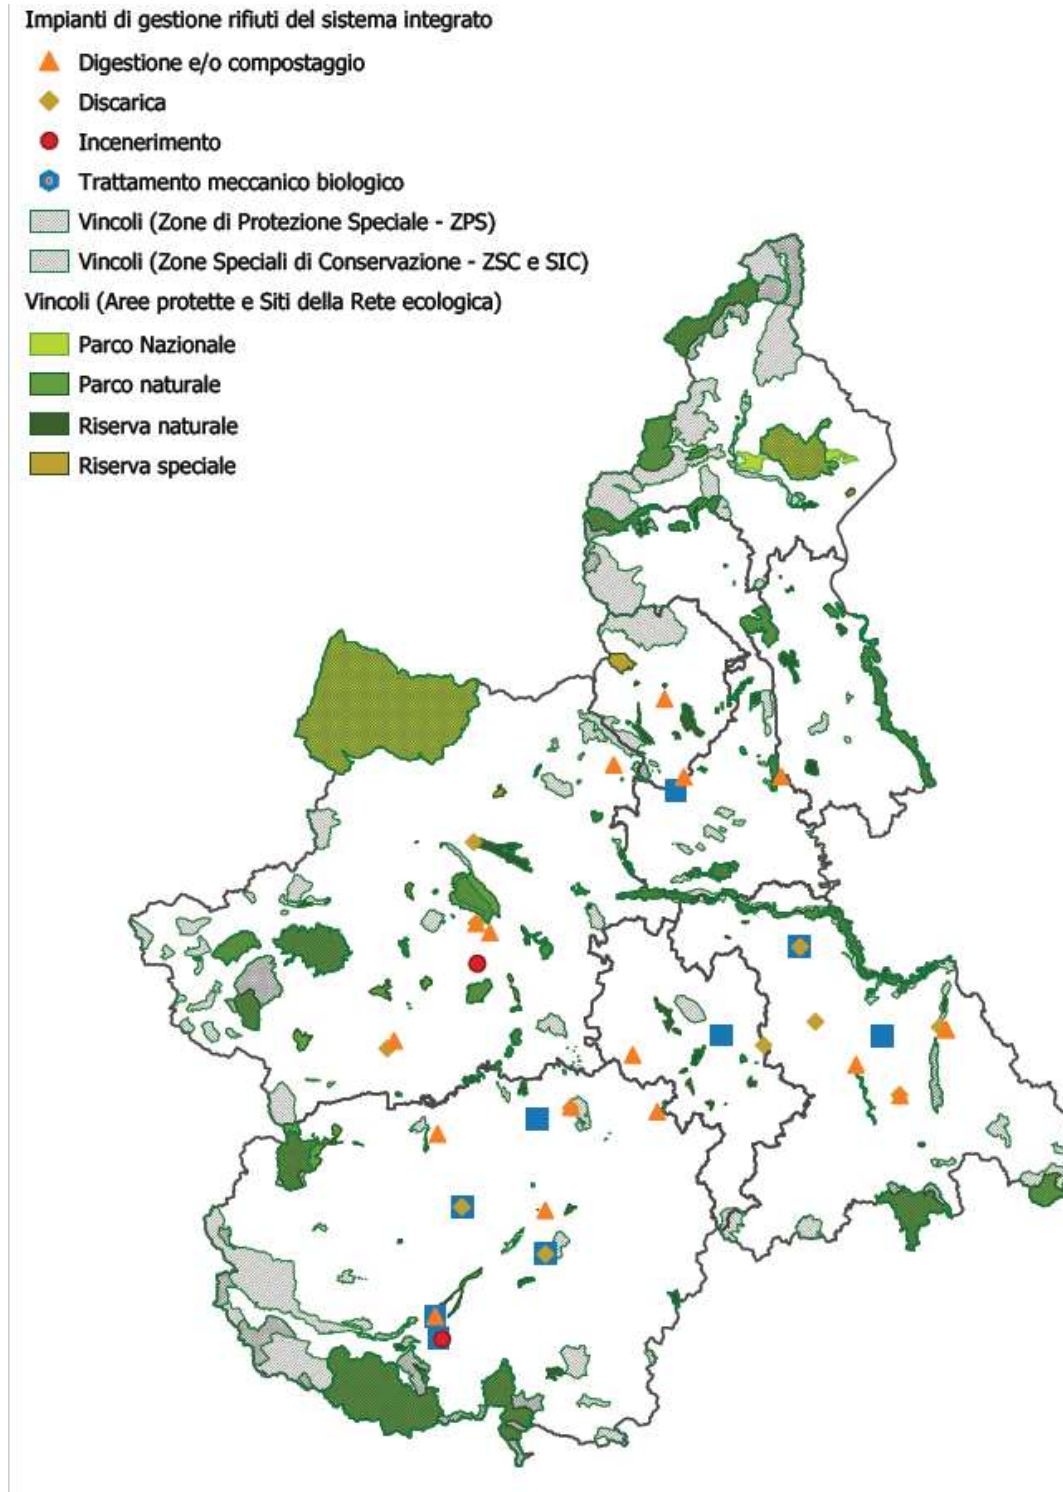 Impianti di gestione rifiuti del sistema integrato
Digestione e/o compostaggio
Discarica
Incenerimento
Trattamento meccanico biologico
Vincoli (Zone di Protezione Speciale - ZPS)
Vincoli (Zone Speciali di Conservazione - ZSC e SIC)
Vincoli (Aree protette e Siti della Rete ecologica)
Parco Nazionale
Parco naturale
Riserva naturale
Riserva speciale